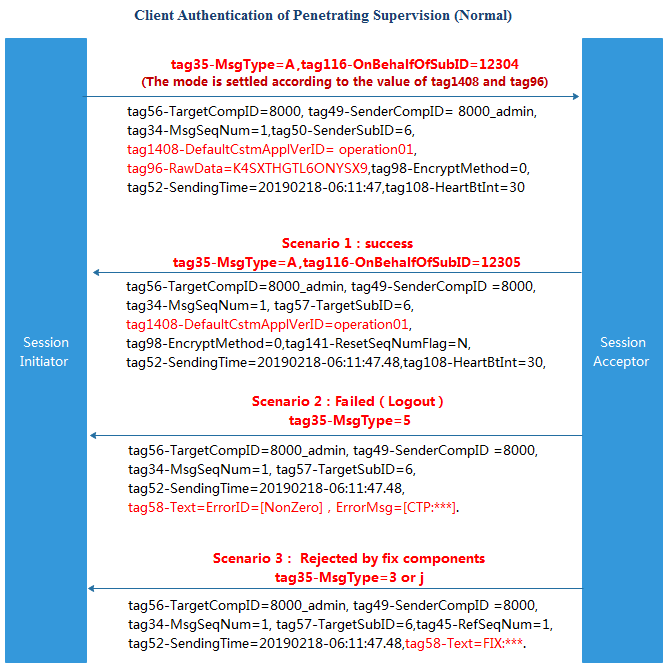 Client Authentication of Penetrating Supervision (Normal)
tag35-MsgType=A,tag116-OnBehalfOfSubID=12304
(The mode is settled according to the value of tag1408 and tag96)
tag56-TargetCompID=8000, tag49-SenderCompID= 8000_admin,
tag34-MsgSeqNum=1,tag50-SenderSubID=6,
tag1408-DefaultCstmApplVerID= operation01,
tag96-RawData=K4SXTHGTL6ONYSX9,tag98-EncryptMethod=0,
tag52-SendingTime=20190218-06:11:47,tag108-HeartBtInt=30
Scenario 1 : success
tag35-MsgType=A,tag116-OnBehalfOfSubID=12305
tag56-TargetCompID=8000_admin, tag49-SenderCompID =8000,
tag34-MsgSeqNum=1, tag57-TargetSubID=6,
tag1408-DefaultCstmApplVerID=operation01,
tag98-EncryptMethod=0,tag141-ResetSeqNumFlag=N,
tag52-SendingTime=20190218-06:11:47.48,tag108-HeartBtInt=30,
Session
Initiator
Session
Acceptor
Scenario 2 : Failed ( Logout )
tag35-MsgType=5
tag56-TargetCompID=8000_admin, tag49-SenderCompID =8000,
tag34-MsgSeqNum=1, tag57-TargetSubID=6,
tag52-SendingTime=20190218-06:11:47.48,
tag58-Text=ErrorID=[NonZero] , ErrorMsg=[CTP:***].
Scenario 3 : Rejected by fix components
tag35-MsgType=3 or j
tag56-TargetCompID=8000_admin, tag49-SenderCompID =8000,
tag34-MsgSeqNum=1, tag57-TargetSubID=6,tag45-RefSeqNum=1,
tag52-SendingTime=20190218-06:11:47.48,tag58-Text=FIX:***.